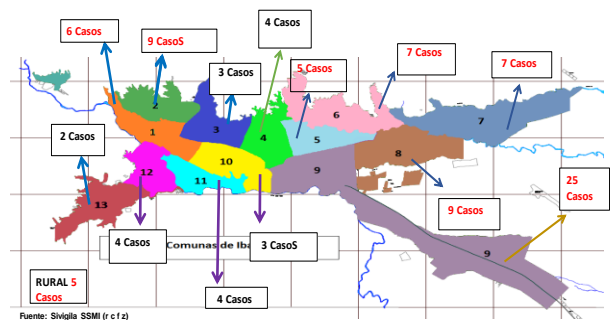 4 Casos
6 Casos
9 CasoS
3 Casos
5 Casos
7 Casos
7 Casos
2
1
3
4
6
5
7
2 Casos
12
10
11
9
8
13
25
Casos
9 Casos
4 Casos
Comunas de Iba
3 CasoS
9
RURAL 5
Casos
4 Casos
Fuente: Sivigila SSMI (r c f z)